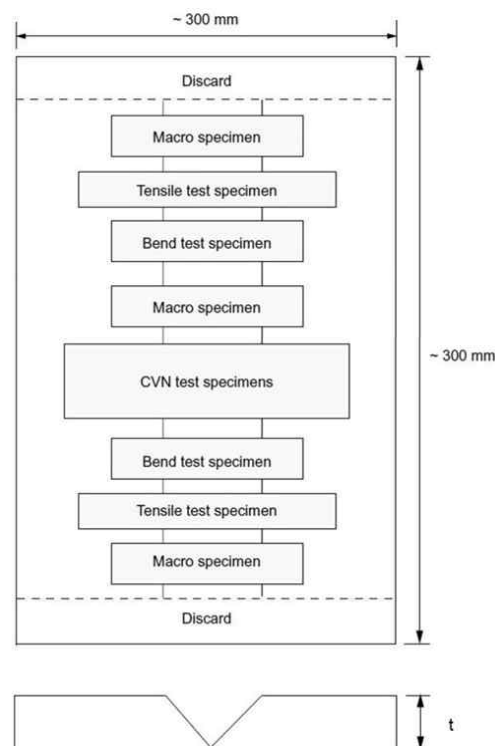 ~ 300 mm
Discard
Macro specimen
Tensile test specimen
Bend test specimen
Macro specimen
CVN test specimens
~ 300 mm
Bend test specimen
Tensile test specimen
Macro specimen
Discard
t